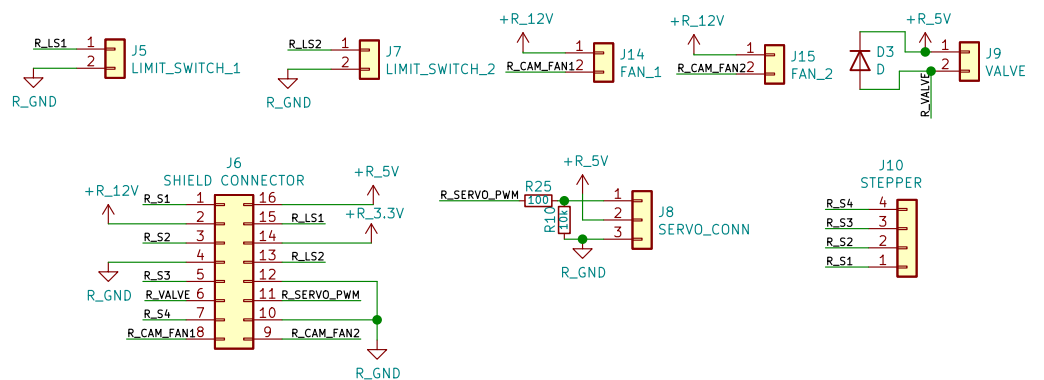 R_LS1
1
2
R_GND
J5
LIMIT_SWITCH_1
R_LS2
1
2
R_GND
J7
LIMIT_SWITCH_2
+R_12V
R_CAM_FAN1
1
2
J14
FAN_1
+R_12V
R_CAM_FAN2
1
2
J15
FAN_2
D3
D
+R_5V
R_VALVE
1
2
J9
VALVE
J6
SHIELD CONNECTOR
+R_12V
R_S1
R_S2
R_GND
R_S3
R_VALVE
R_S4
R_CAM_FAN1
1
2
3
4
5
6
7
8
16
15
14
13
12
11
10
9
+R_5V
R_LS1
+R_3.3V
R_LS2
R_SERVO_PWM
R_CAM_FAN2
R_GND
R_SERVO_PWM
R25
100
R10
10k
+R_5V
R_GND
1
2
3
J8
SERVO_CONN
J10
STEPPER
R_S4
R_S3
R_S2
R_S1
4
3
2
1